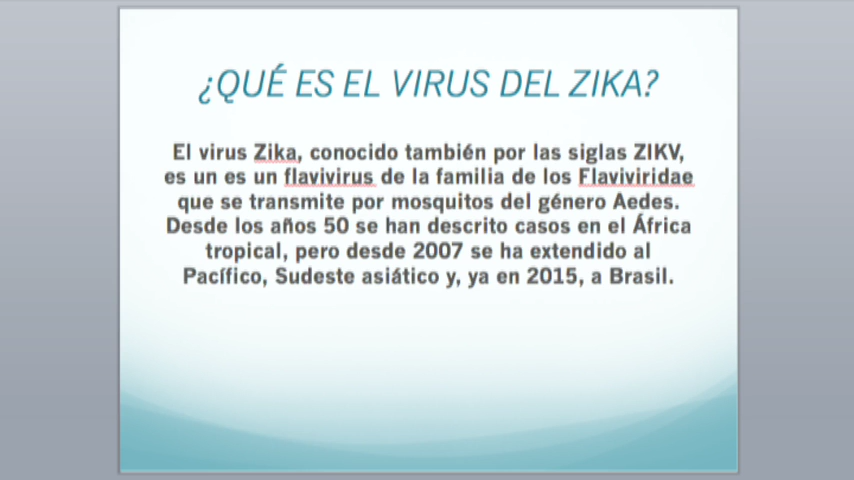 ¿QUÉ ES EL VIRUS DEL ZIKA?
El virus Zika, conocido también por las siglas ZIKV,
es un es un flavivirus de la familia de los Flaviviridae
que se transmite por mosquitos del género Aedes.
Desde los años 50 se han descrito casos en el África
tropical, pero desde 2007 se ha extendido al
Pacífico, Sudeste asiático y, ya en 2015, a Brasil.